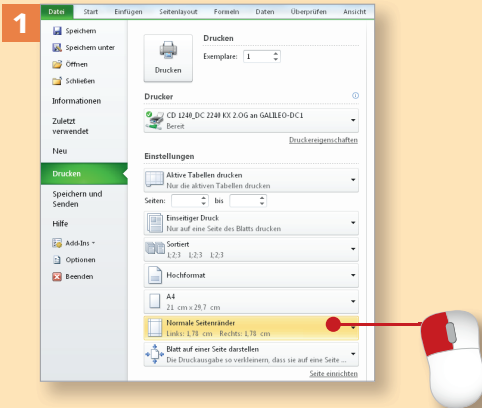 1
Datei Start Einfügen Seitenlayout Formeln Daten Überprüfen Ansicht
Speichern
Speichern unter
Öffnen
Schließen
Informationen
Zuletzt
verwendet
Neu
Drucken
Speichern und
Senden
Hilfe
Add-Ins
Optionen
Beenden
Drucken
Drucken
Exemplare: 1
Drucker
CD 1240_DC 2240 KX 2.OG an GALILEO-DC1
Bereit
Druckereigenschaften
Einstellungen
Aktive Tabellen drucken
Nur die aktiven Tabellen drucken
Seiten: bis
Einseitiger Druck
Nur auf eine Seite des Blatts drucken
Sortiert
1;2;3 1;2;3 1;2;3
Hochformat
A4
21 cm x 29,7 cm
Normale Seitenränder
Links: 1,78 cm Rechts: 1,78 cm
Blatt auf einer Seite darstellen
Die Druckausgabe so verkleinern, dass sie auf eine Seite ...
Seite einrichten